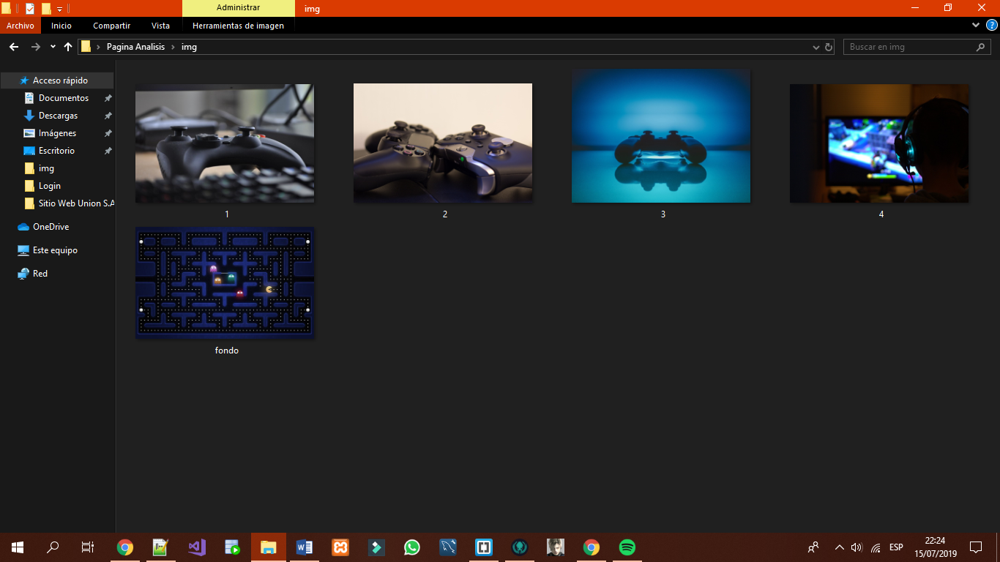 Administrar
img
Archivo
Inicio
Compartir
Vista
Herramientas de imagen
Pagina Analisis
img
Buscar en img
Acceso rápido
Documentos
Descargas
Imágenes
Escritorio
img
Login
Sitio Web Union S.A
OneDrive
Este equipo
Red
1
2
3
4
fondo
ESP
22:24
15/07/2019